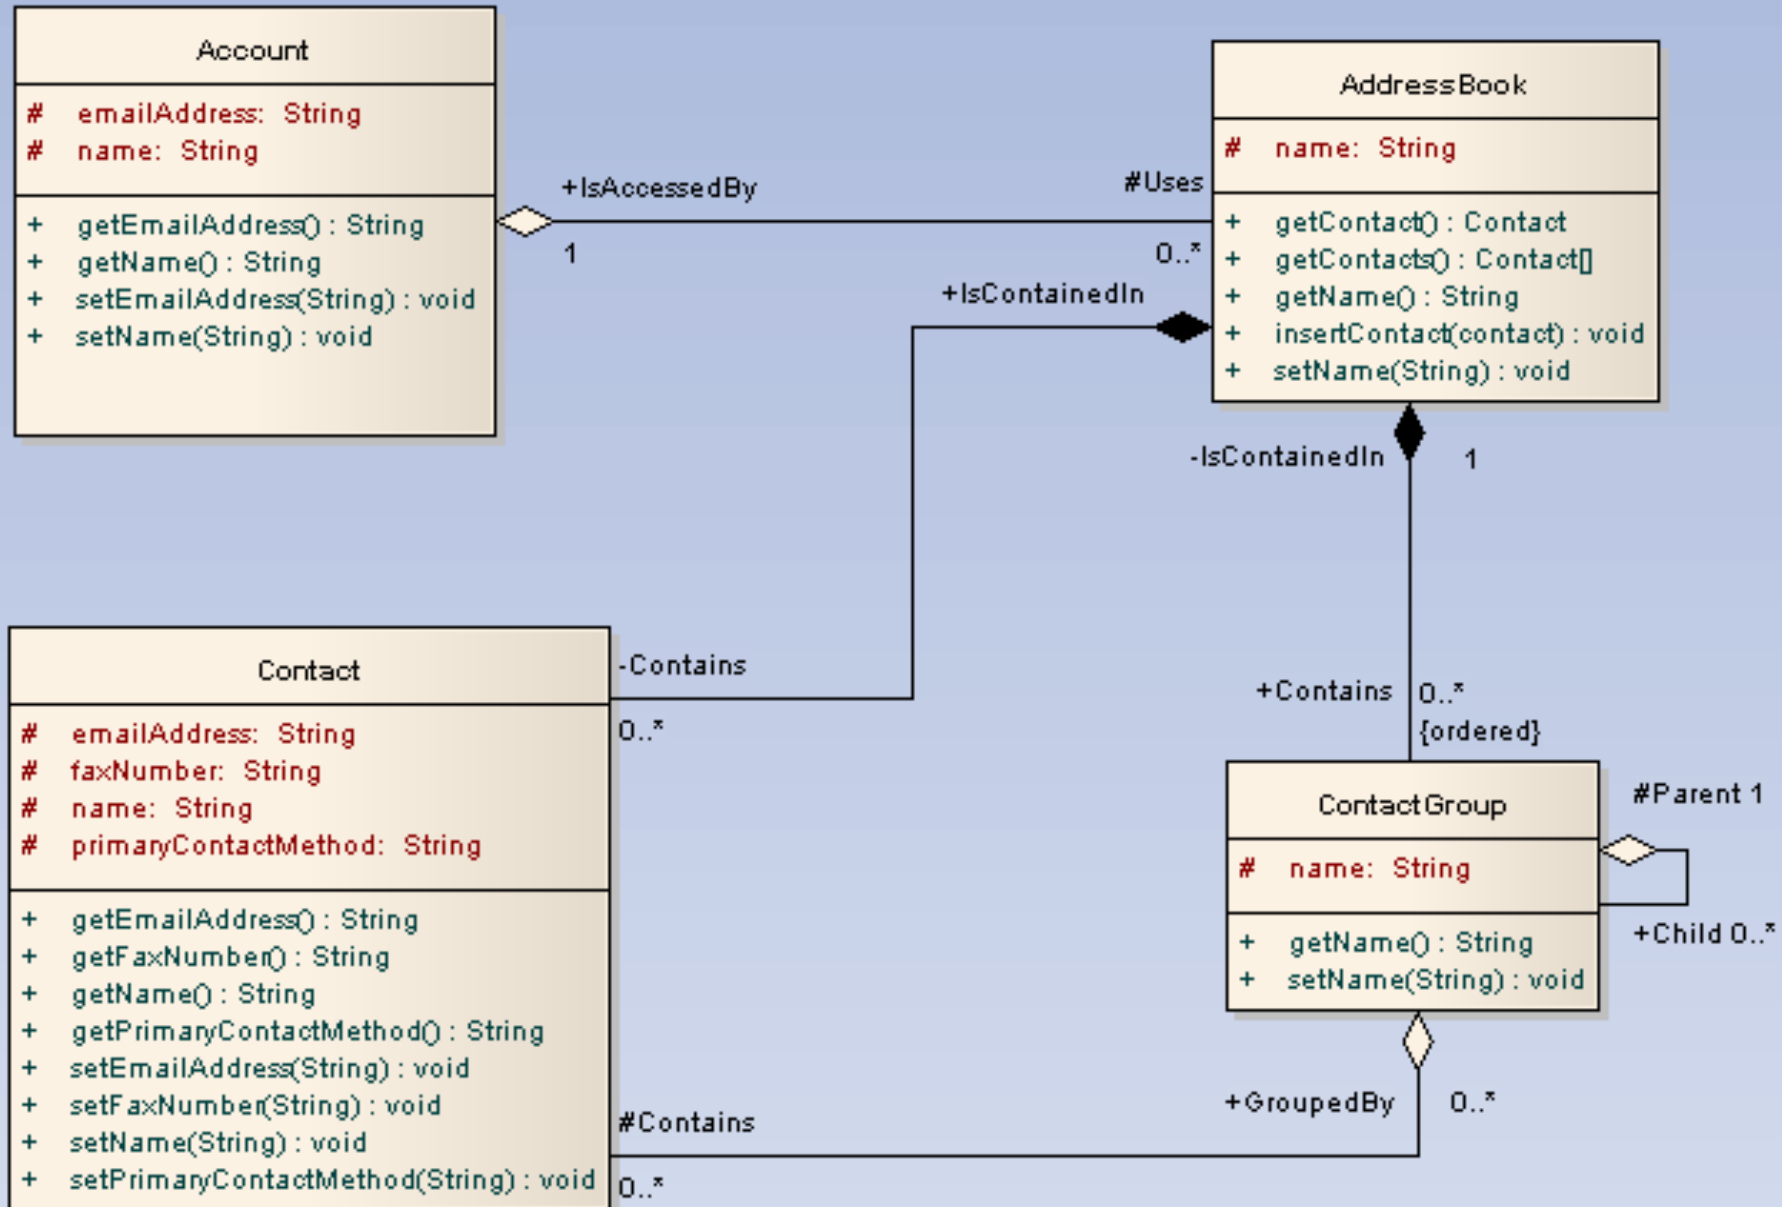 Account
# emailAddress: String
# name: String
+ getEmailAddress() : String
+ getName() : String
+ setEmailAddress(String) : void
+ setName(String) : void
+IsAccessedBy
1
#Uses
0..*
AddressBook
# name: String
+ getContact() : Contact
+ getContacts() : Contact[]
+ getName() : String
+ insertContact(contact) : void
+ setName(String) : void
+IsContainedIn
-IsContainedIn
1
-Contains
0..*
+Contains
0..*
{ordered}
Contact
# emailAddress: String
# faxNumber: String
# name: String
# primaryContactMethod: String
+ getEmailAddress() : String
+ getFaxNumber() : String
+ getName() : String
+ getPrimaryContactMethod() : String
+ setEmailAddress(String) : void
+ setFaxNumber(String) : void
+ setName(String) : void
+ setPrimaryContactMethod(String) : void
ContactGroup
# name: String
+ getName() : String
+ setName(String) : void
#Parent 1
+Child 0..*
+GroupedBy
0..*
#Contains
0..*